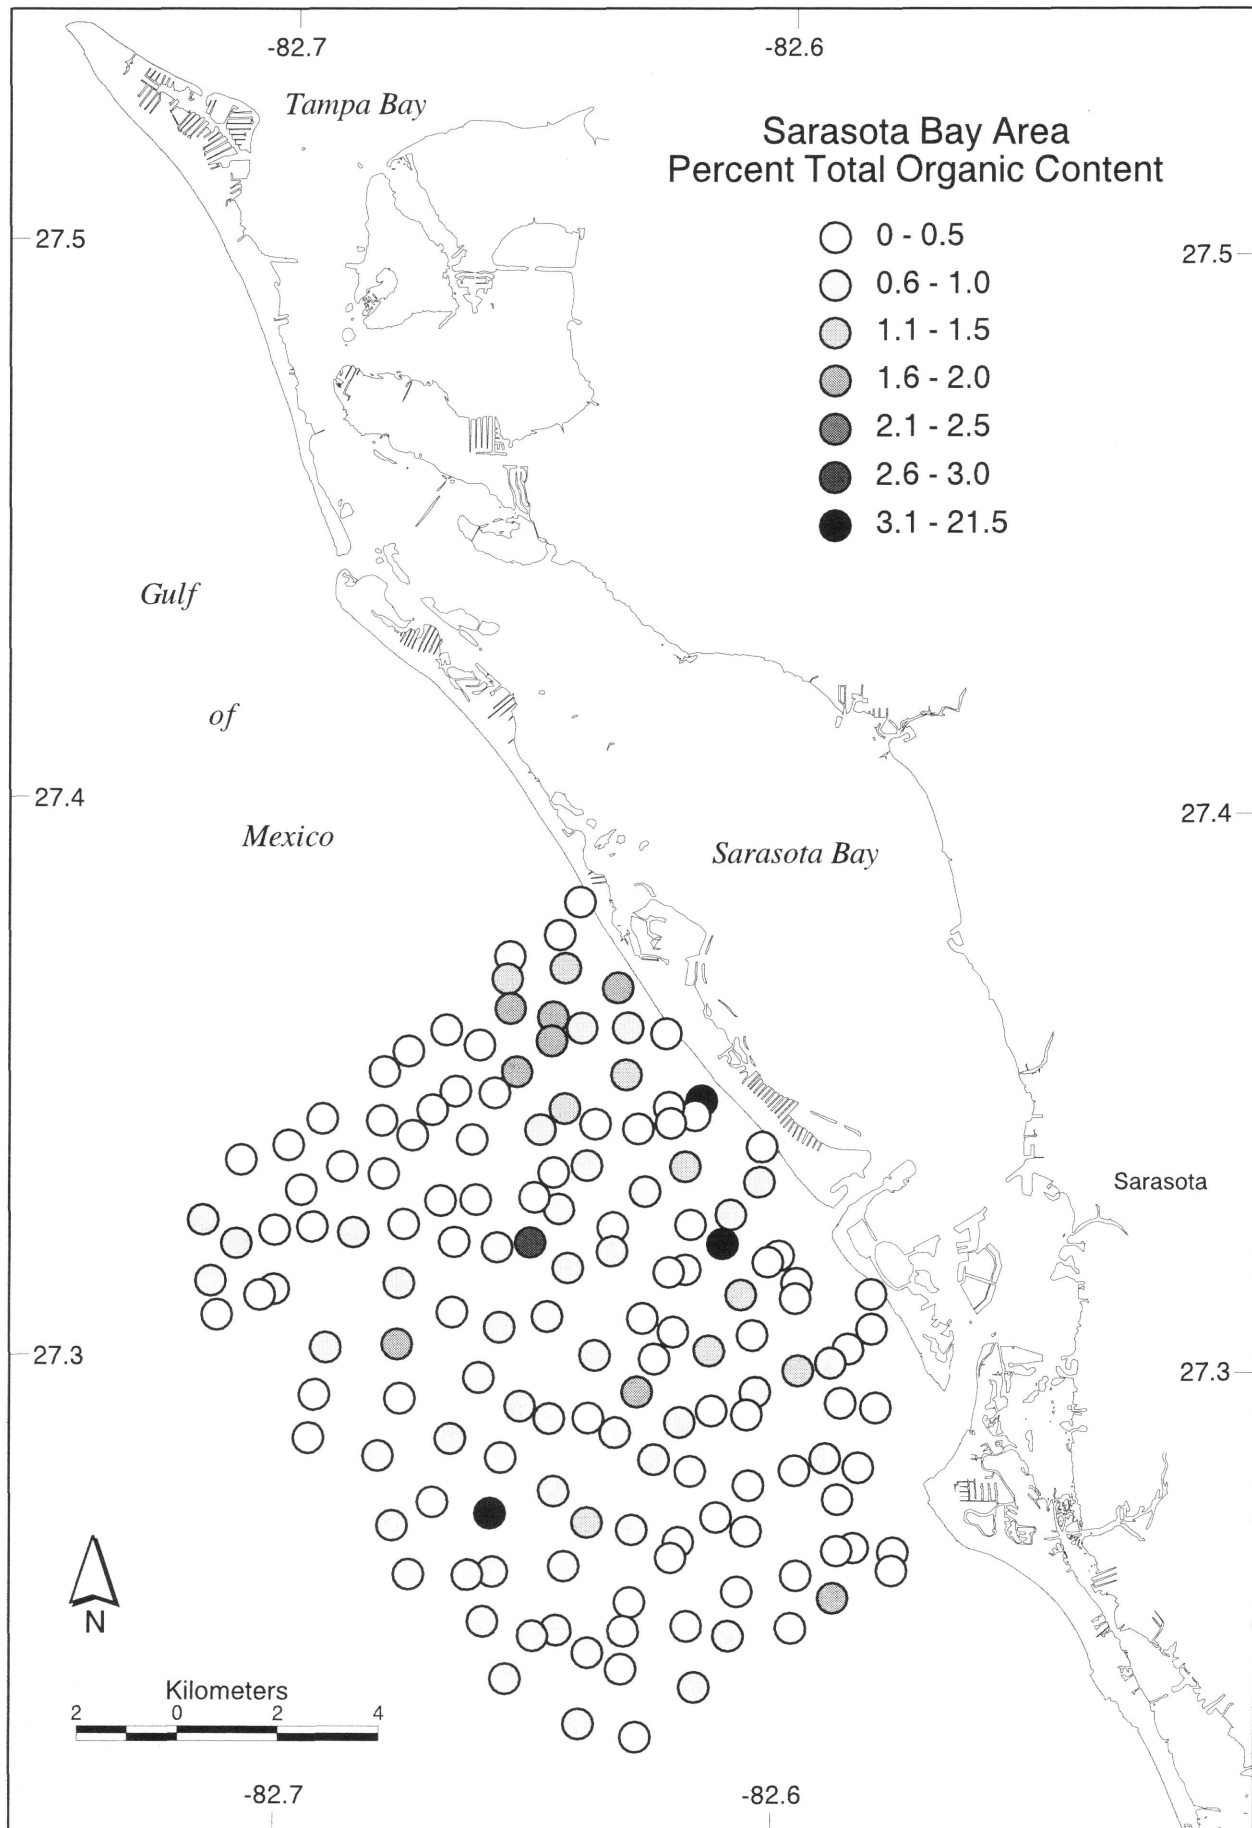 -82.7
-82.6
Tampa Bay
Sarasota Bay Area
Percent Total Organic Content
0 - 0.5
0.6 - 1.0
1.1 - 1.5
1.6 - 2.0
2.1 - 2.5
2.6 - 3.0
3.1 - 21.5
27.5
27.5
Gulf
of
Mexico
27.4
27.4
Sarasota Bay
Sarasota
27.3
27.3
N
Kilometers
2 0 2 4
-82.7
-82.6